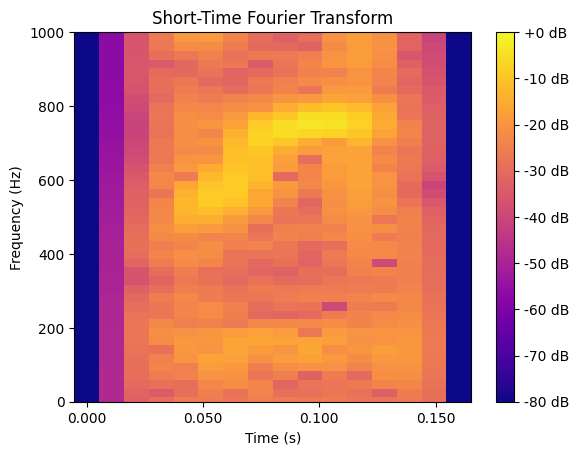 Short-Time Fourier Transform
1000
800
600
400
200
0
Frequency (Hz)
0.000
0.050
0.100
0.150
Time (s)
+0 dB
-10 dB
-20 dB
-30 dB
-40 dB
-50 dB
-60 dB
-70 dB
-80 dB